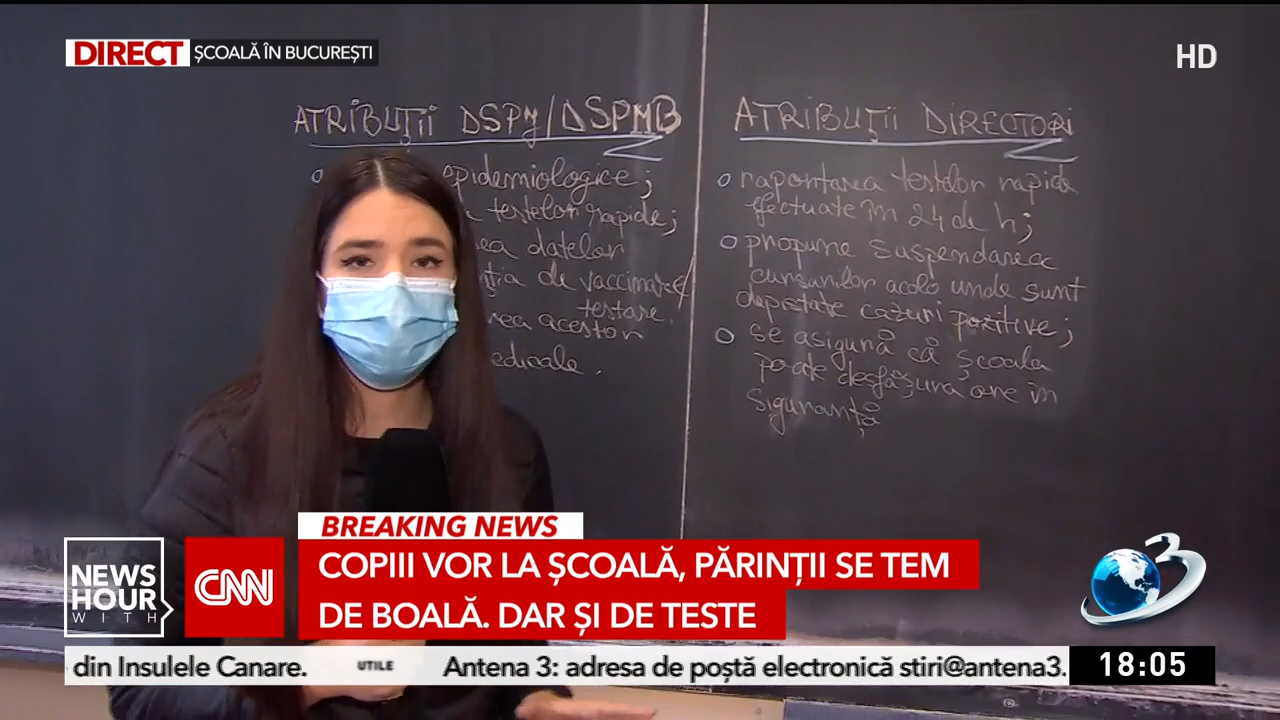 DIRECT ȘCOALĂ ÎN BUCUREȘTI
HD
ATRIBUȚII DSPJ/DSPMB
epidemiologice;
testelor rapide;
datelor
de vaccinare/
testare.
acestor
ATRIBUȚII DIRECTORI
raportarea testelor rapide
efectuate în 24 de h;
propune suspendarea
cursurilor acolo unde sunt
depistate cazuri pozitive;
se asigură că școala
poate desfășura ore în
siguranță
BREAKING NEWS
NEWS
HOUR
WITH
CNN
COPIII VOR LA ȘCOALĂ, PĂRINȚII SE TEM
DE BOALĂ. DAR ȘI DE TESTE
3
din Insulele Canare. UTILE Antena 3: adresa de poștă electronică stiri@antena3.
18:05